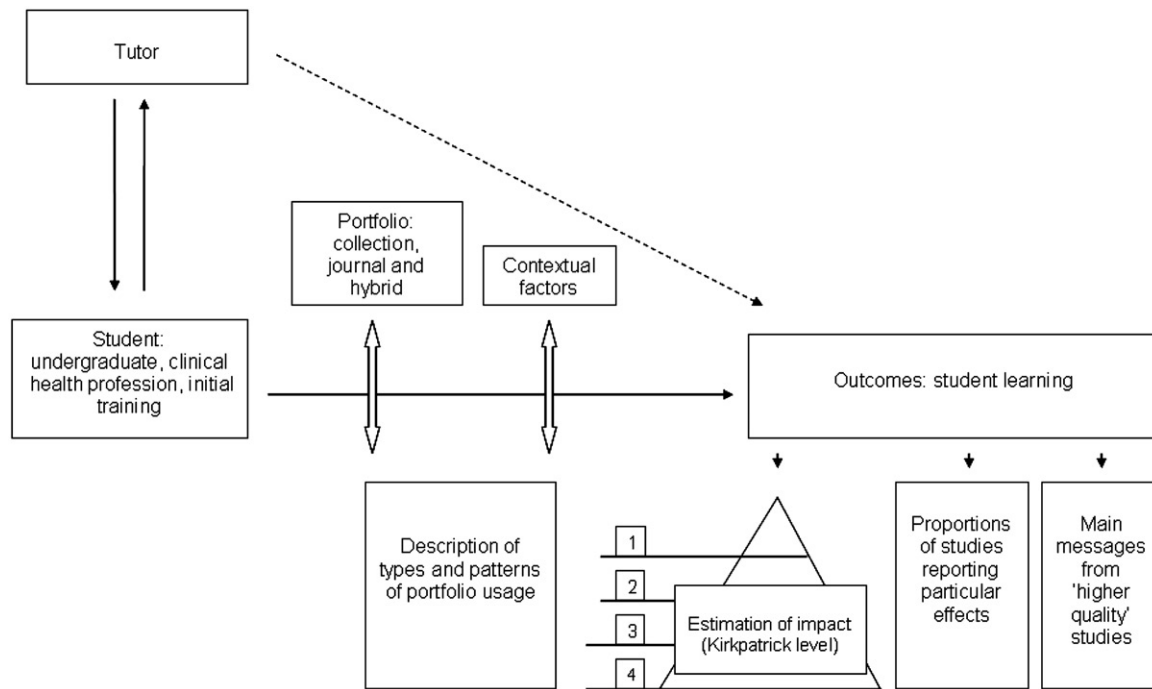 Tutor
Portfolio:
collection,
journal and
hybrid
Contextual
factors
Student:
undergraduate, clinical
health profession, initial
training
Outcomes: student learning
Description of
types and patterns
of portfolio usage
1
2
3
4
Estimation of impact
(Kirkpatrick level)
Proportions
of studies
reporting
particular
effects
Main
messages
from
'higher
quality'
studies